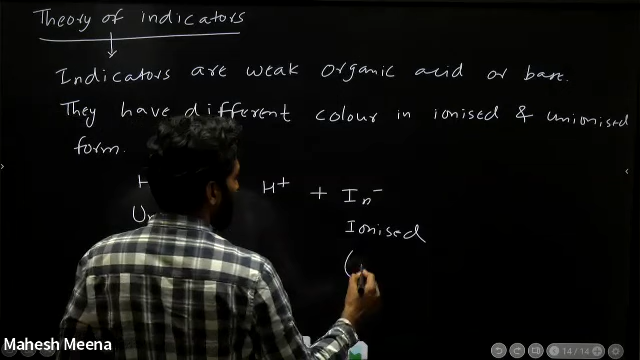 Theory of indicators
Indicators are weak organic acid or base.
They have different colour in ionised & unionised
form.
H H+ + In-
Un
Ionised
(
Mahesh Meena
14 / 14